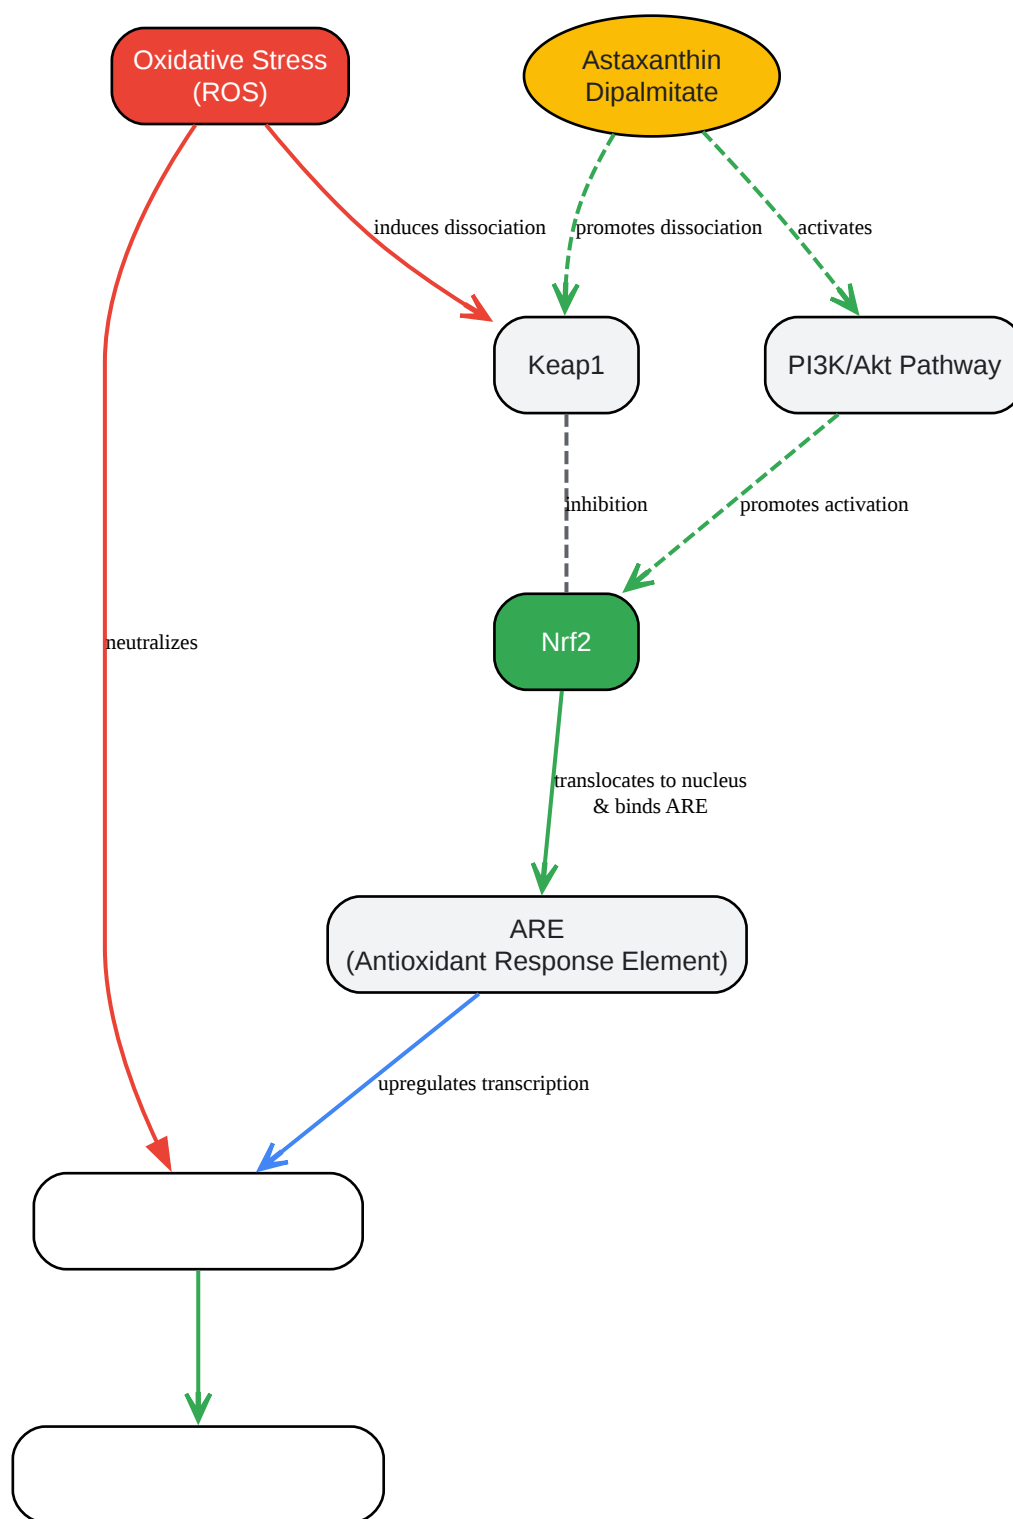 Oxidative Stress
(ROS)
Astaxanthin
Dipalmitate
induces dissociation
promotes dissociation
activates
Keap1
PI3K/Akt Pathway
inhibition
promotes activation
neutralizes
Nrf2
translocates to nucleus
& binds ARE
ARE
(Antioxidant Response Element)
upregulates transcription